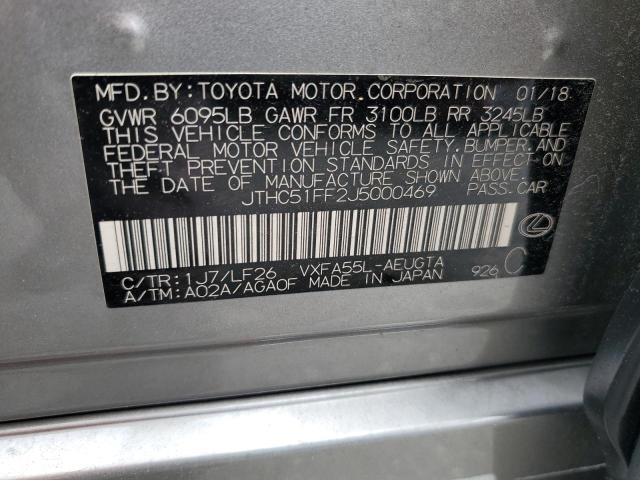 MFD. BY: TOYOTA MOTOR CORPORATION 01/18
GVWR 6095LB GAWR FR 3100LB RR 3245LB
THIS VEHICLE CONFORMS TO ALL APPLICABLE
FEDERAL MOTOR VEHICLE SAFETY, BUMPER, AND
THEFT PREVENTION STANDARDS IN EFFECT ON
THE DATE OF MANUFACTURE SHOWN ABOVE.
JTHC51FF2J5000469 PASS. CAR
C/TR: 1J7/LF26 VXFA55L-AEUGTA
A/TM: A02A/AGA0F MADE IN JAPAN 926 C